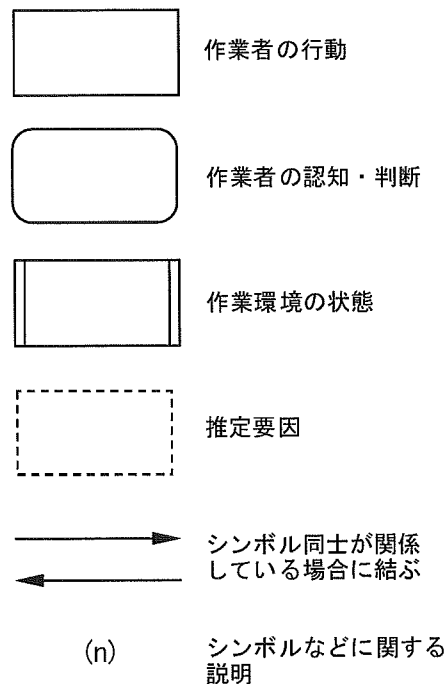 作業者の行動
作業者の認知・判断
作業環境の状態
推定要因
シンボル同士が関係
している場合に結ぶ
(n)
シンボルなどに関する
説明